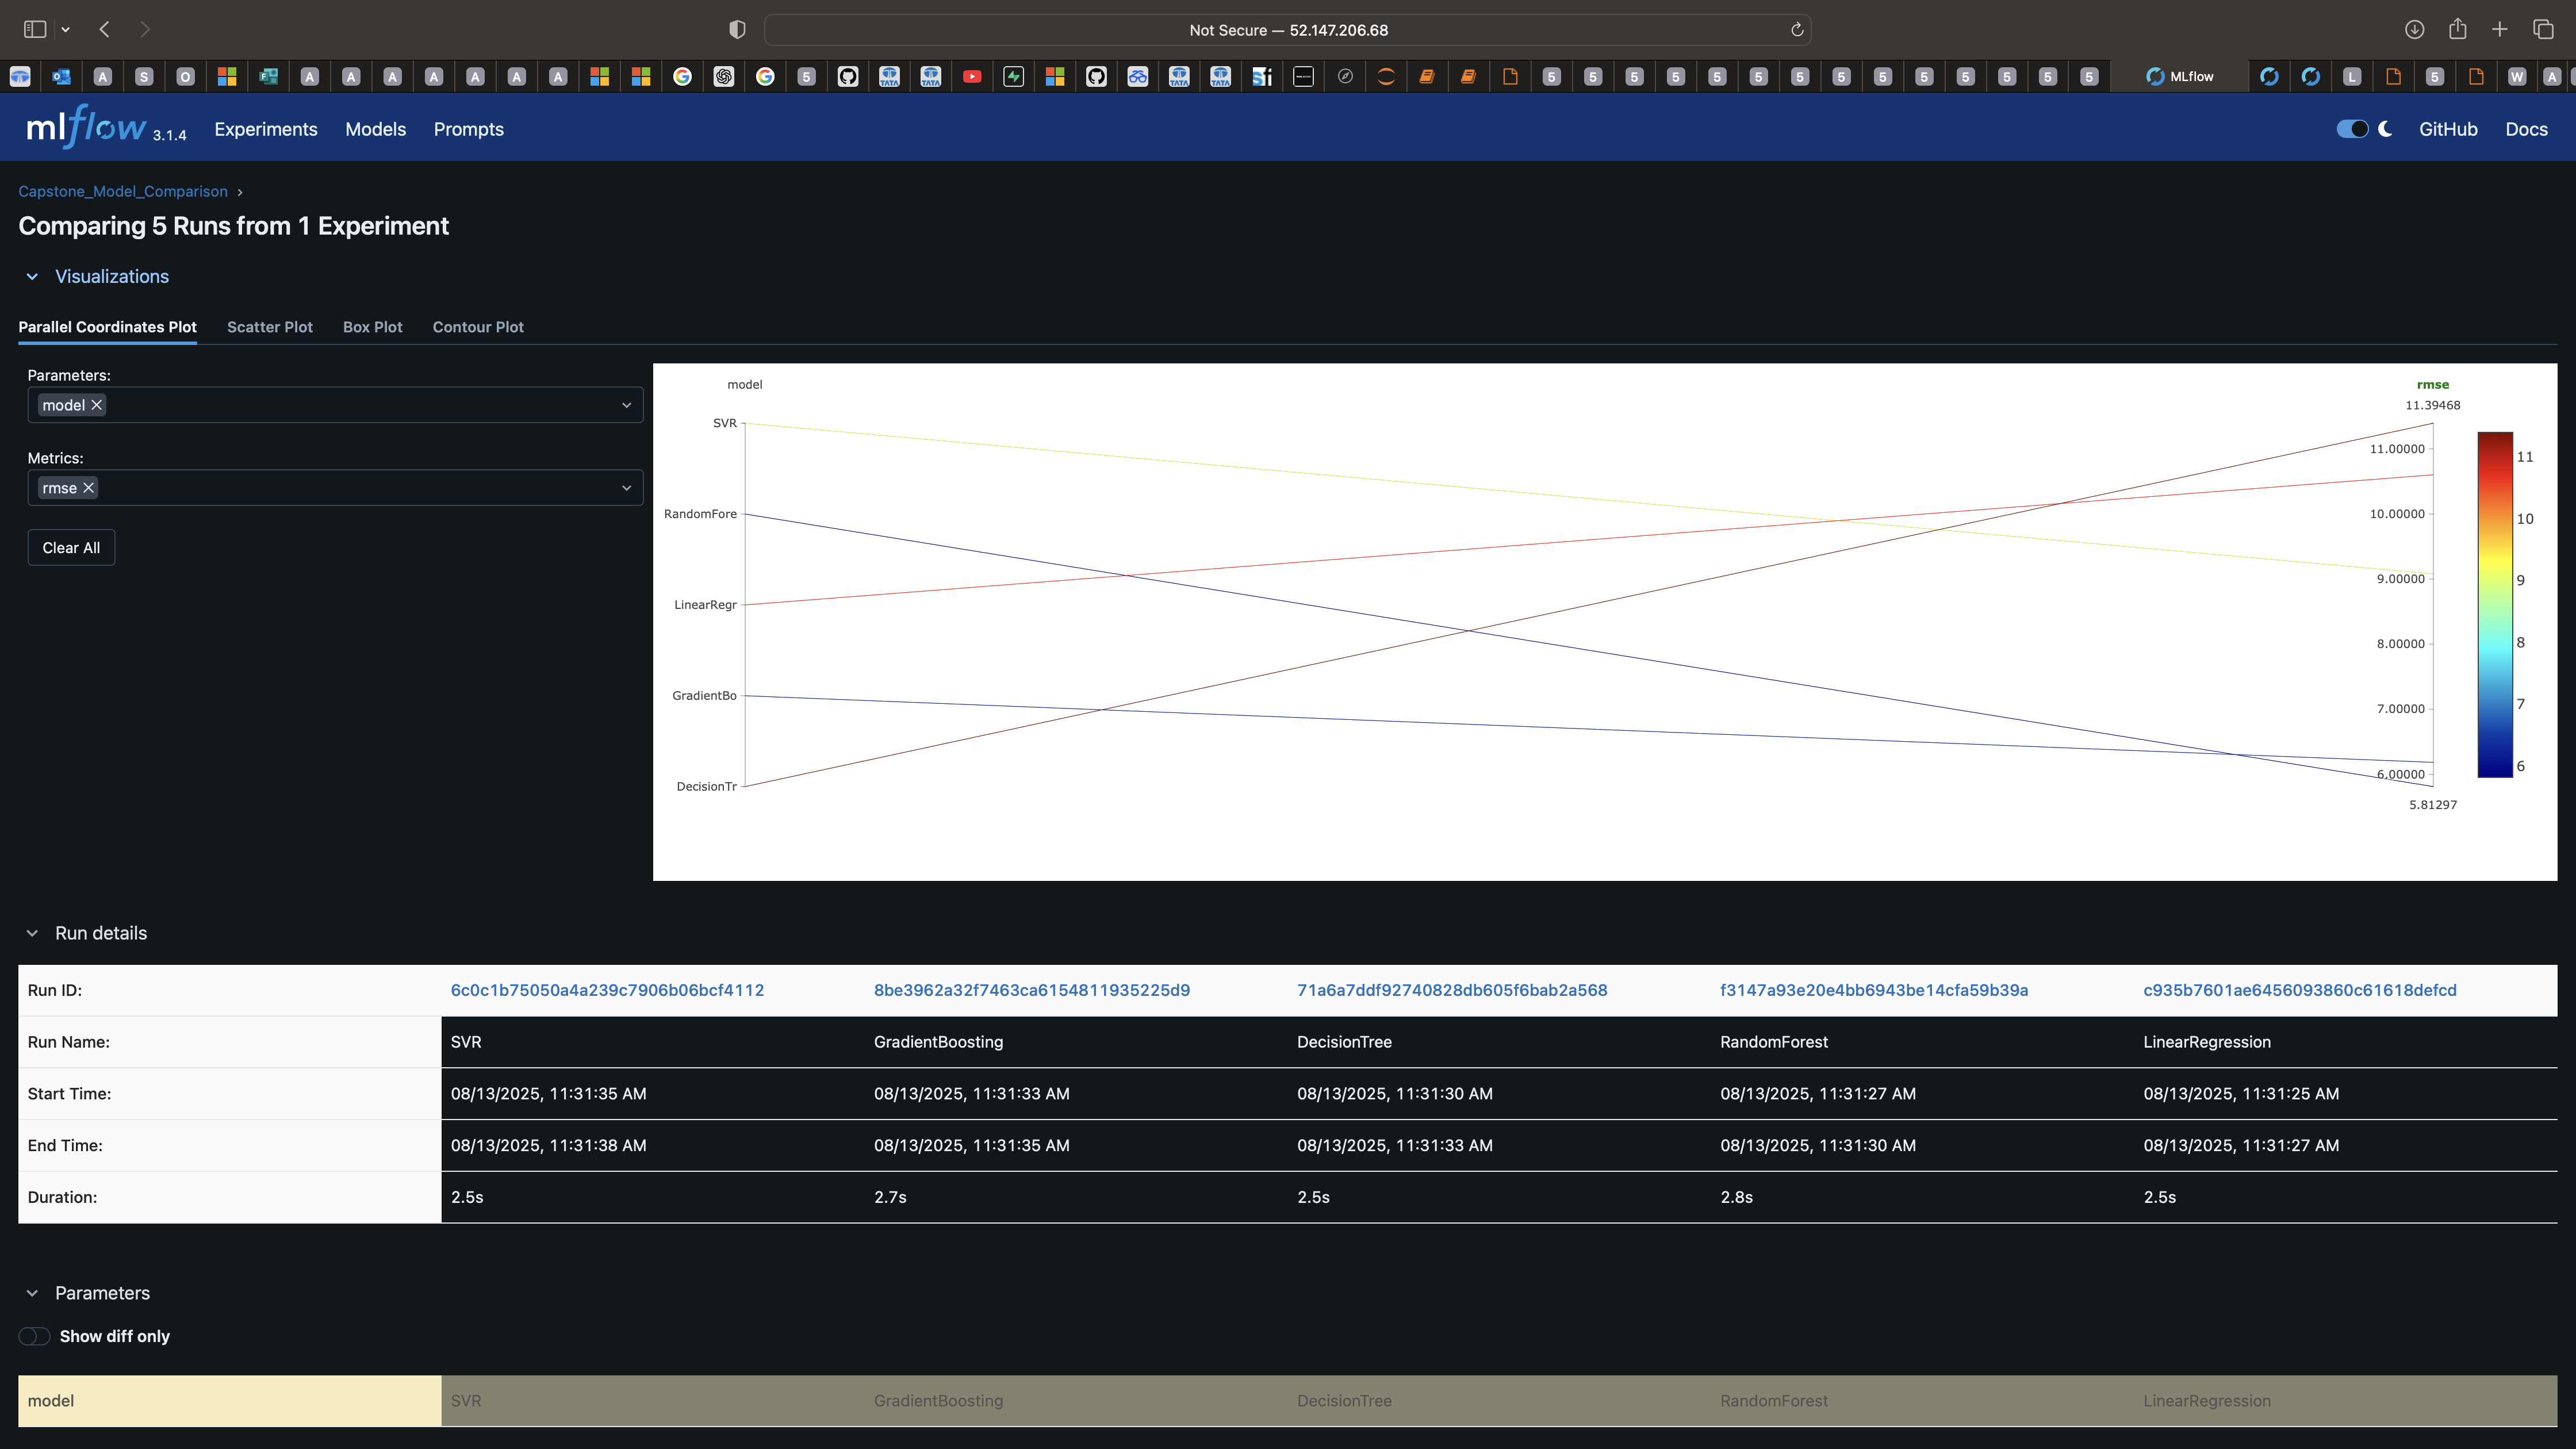 Not Secure — 52.147.206.68
MLflow
mlflow 3.1.4 Experiments Models Prompts GitHub Docs
Capstone_Model_Comparison
Comparing 5 Runs from 1 Experiment
Visualizations
Parallel Coordinates Plot Scatter Plot Box Plot Contour Plot
Parameters:
model
Metrics:
rmse
Clear All
model
SVR
RandomFore
LinearRegr
GradientBo
DecisionTr
rmse
11.39468
11.00000
10.00000
9.00000
8.00000
7.00000
6.00000
5.81297
11
10
9
8
7
6
Run details
Run ID: 6c0c1b75050a4a239c7906b06bcf4112 8be3962a32f7463ca6154811935225d9 71a6a7ddf92740828db605f6bab2a568 f3147a93e20e4bb6943be14cfa59b39a c935b7601ae6456093860c61618defcd
Run Name: SVR GradientBoosting DecisionTree RandomForest LinearRegression
Start Time: 08/13/2025, 11:31:35 AM 08/13/2025, 11:31:33 AM 08/13/2025, 11:31:30 AM 08/13/2025, 11:31:27 AM 08/13/2025, 11:31:25 AM
End Time: 08/13/2025, 11:31:38 AM 08/13/2025, 11:31:35 AM 08/13/2025, 11:31:33 AM 08/13/2025, 11:31:30 AM 08/13/2025, 11:31:27 AM
Duration: 2.5s 2.7s 2.5s 2.8s 2.5s
Parameters
Show diff only
model SVR GradientBoosting DecisionTree RandomForest LinearRegression